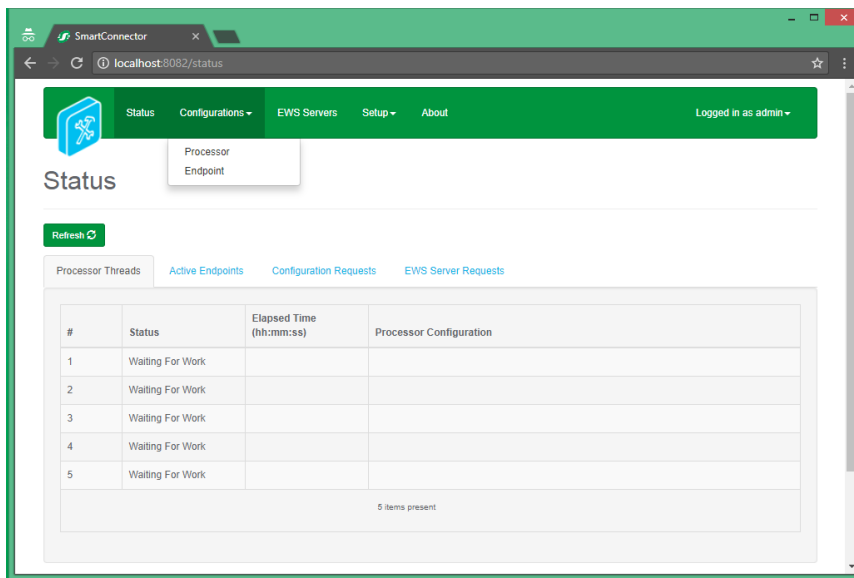 SmartConnector
localhost:8082/status
Status Configurations EWS Servers Setup About Logged in as admin
Processor
Endpoint
Status
Refresh
Processor Threads Active Endpoints Configuration Requests EWS Server Requests
# Status Elapsed Time (hh:mm:ss) Processor Configuration
1 Waiting For Work
2 Waiting For Work
3 Waiting For Work
4 Waiting For Work
5 Waiting For Work
5 items present